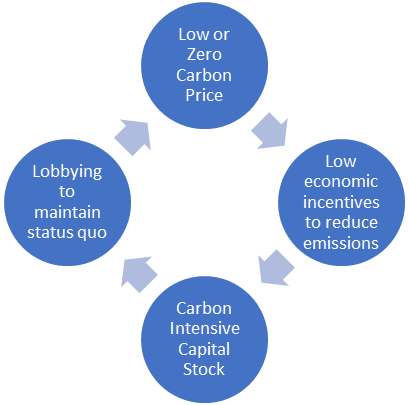 Low or
Zero
Carbon
Price
Low
economic
incentives
to reduce
emissions
Carbon
Intensive
Capital
Stock
Lobbying
to
maintain
status quo